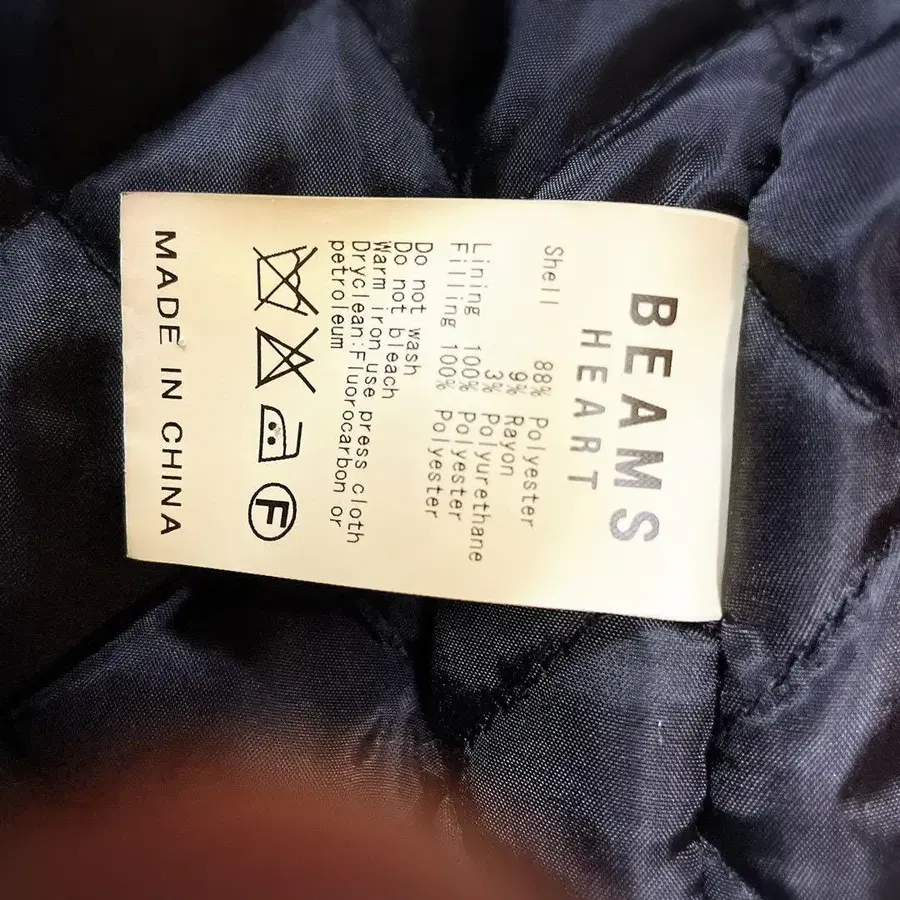 BEAMS
HEART
Shell 88% Polyester
9% Rayon
3% Polyurethane
Lining 100% Polyester
Filling 100% Polyester
Do not wash
Do not bleach
Warm iron use press cloth
Dryclean:Fluorocarbon or
petroleum
F
MADE IN CHINA